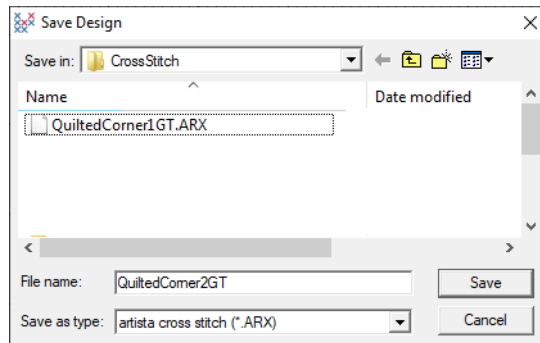 Save Design
Save in: CrossStitch
Name Date modified
QuiltedCorner1GT.ARX
File name: QuiltedCorner2GT Save
Save as type: artista cross stitch (*.ARX) Cancel